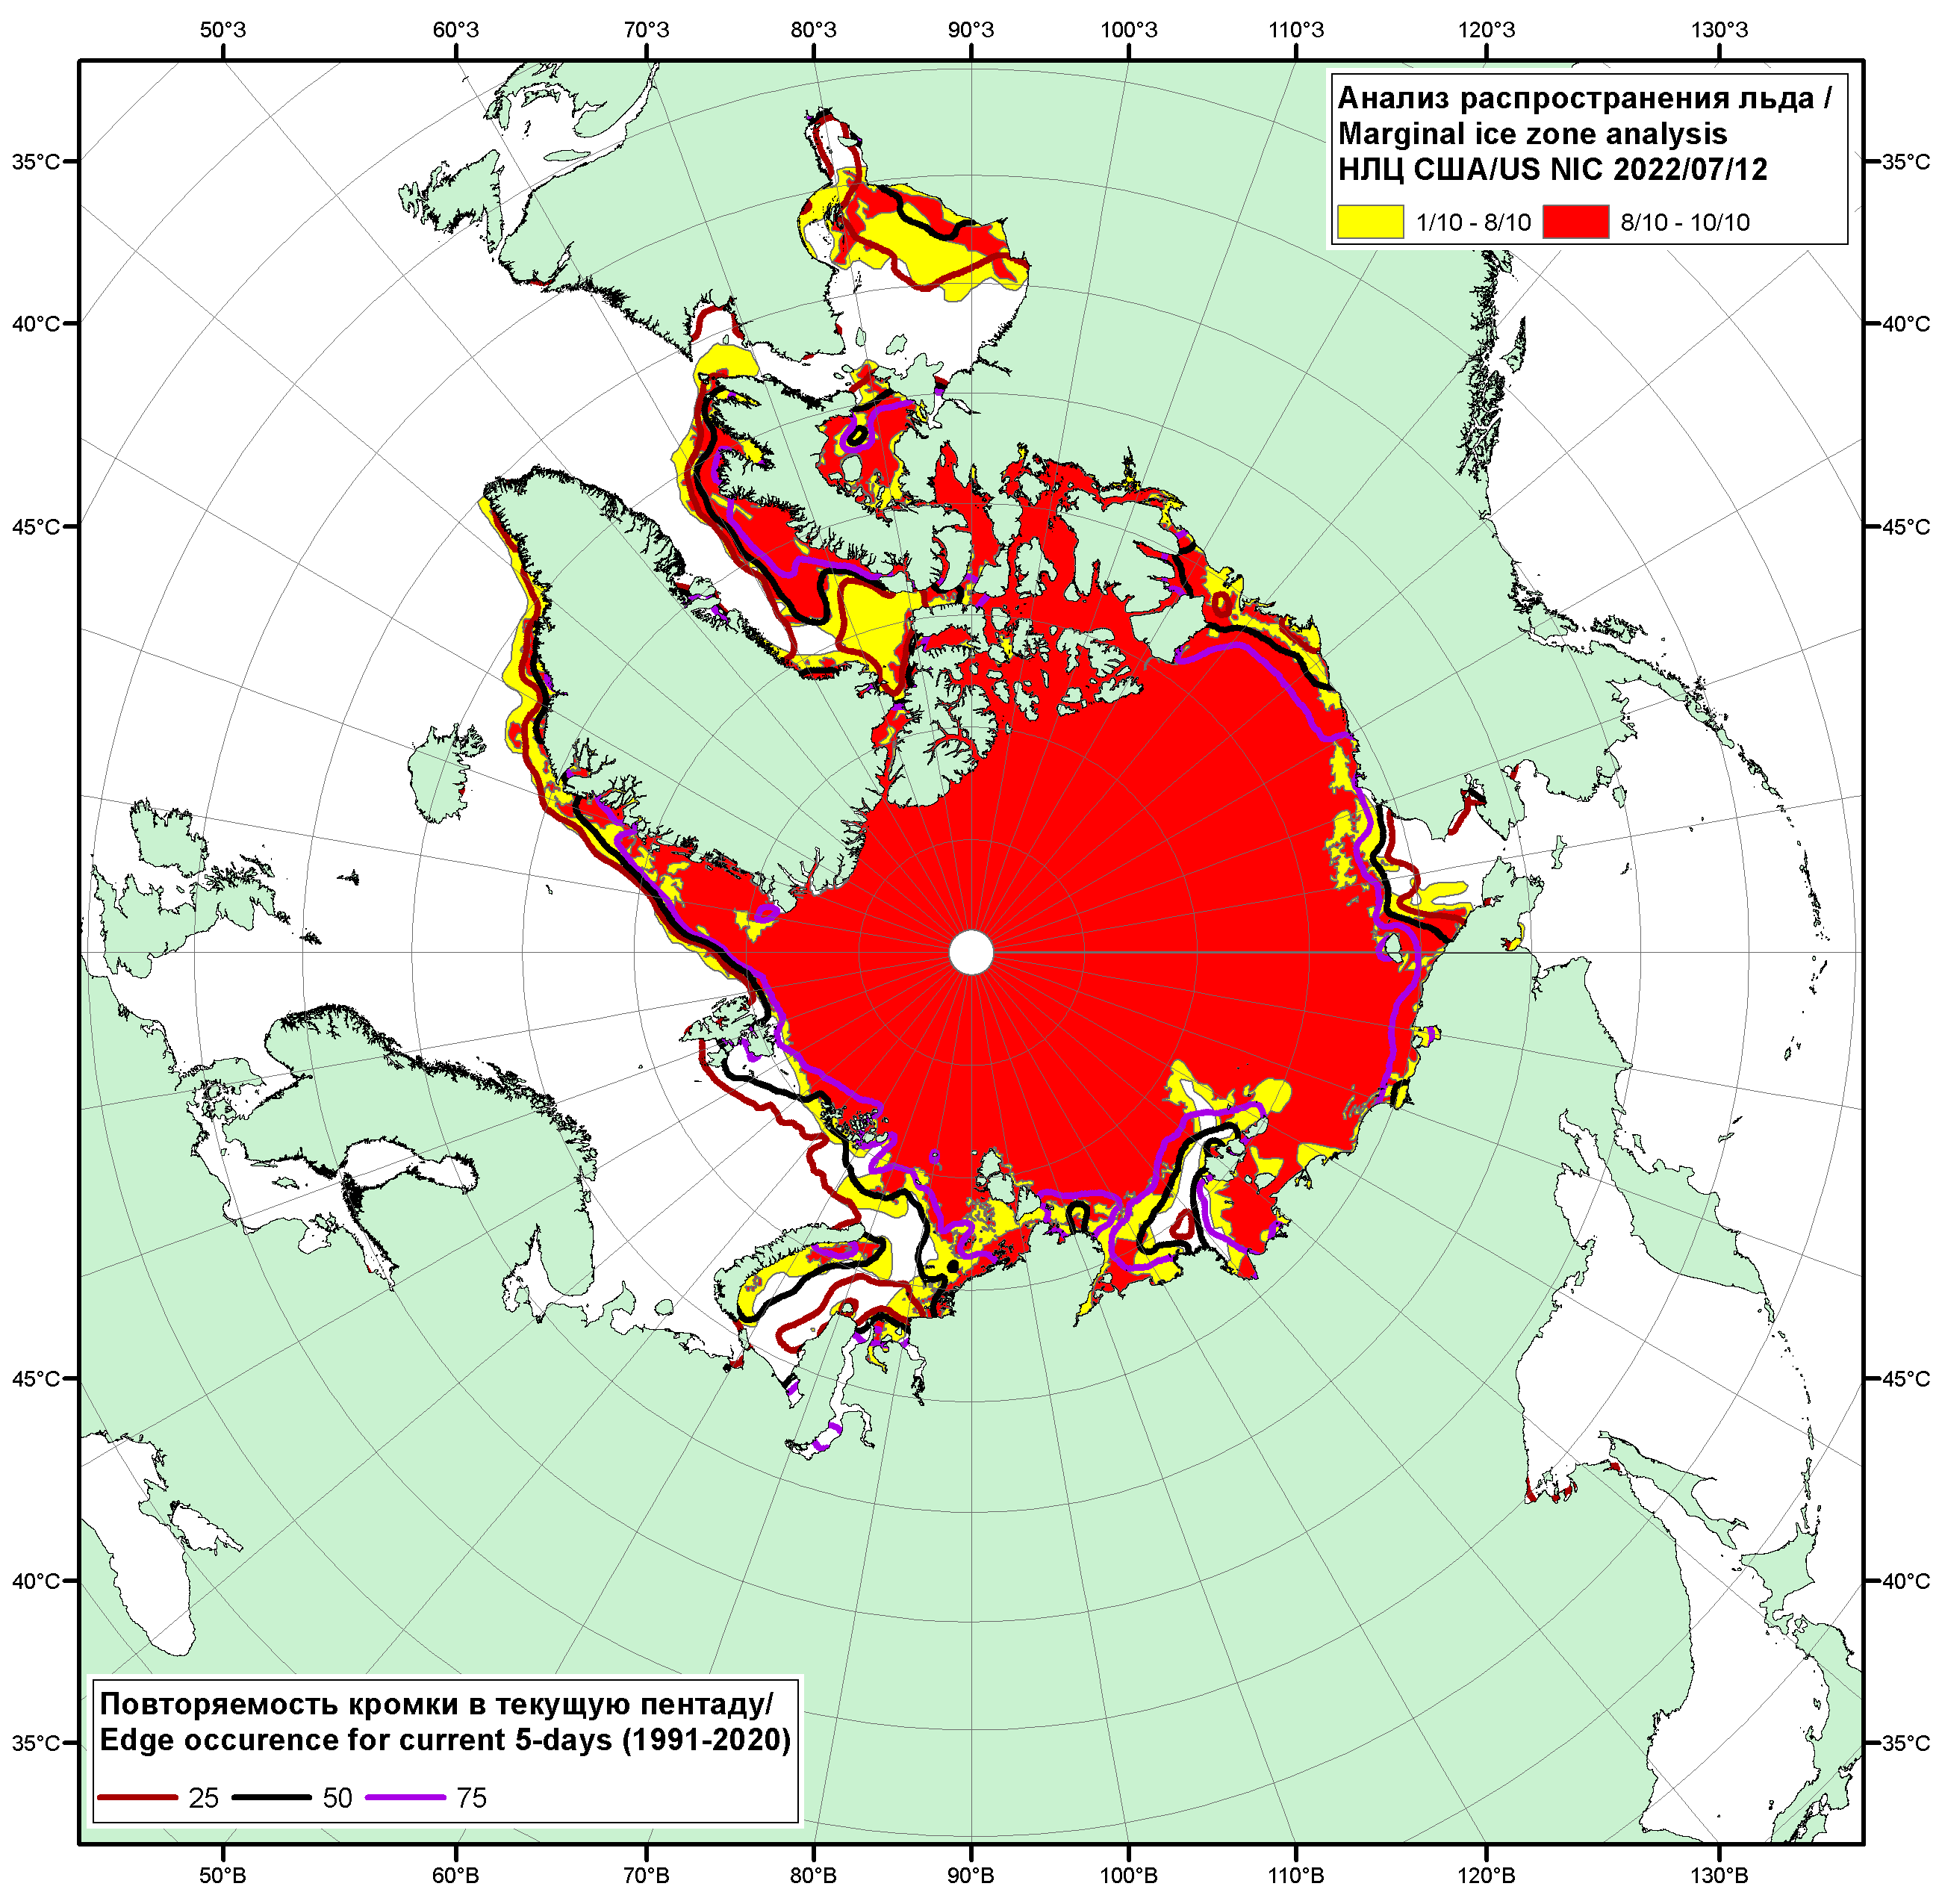 50°З 60°З 70°З 80°З 90°З 100°З 110°З 120°З 130°З
Анализ распространения льда /
Marginal ice zone analysis
НЛЦ США/US NIC 2022/07/12
1/10 - 8/10 8/10 - 10/10
35°С 35°С
40°С 40°С
45°С 45°С
45°С 45°С
40°С 40°С
35°С 35°С
Повторяемость кромки в текущую пентаду/
Edge occurence for current 5-days (1991-2020)
25 50 75
50°В 60°В 70°В 80°В 90°В 100°В 110°В 120°В 130°В